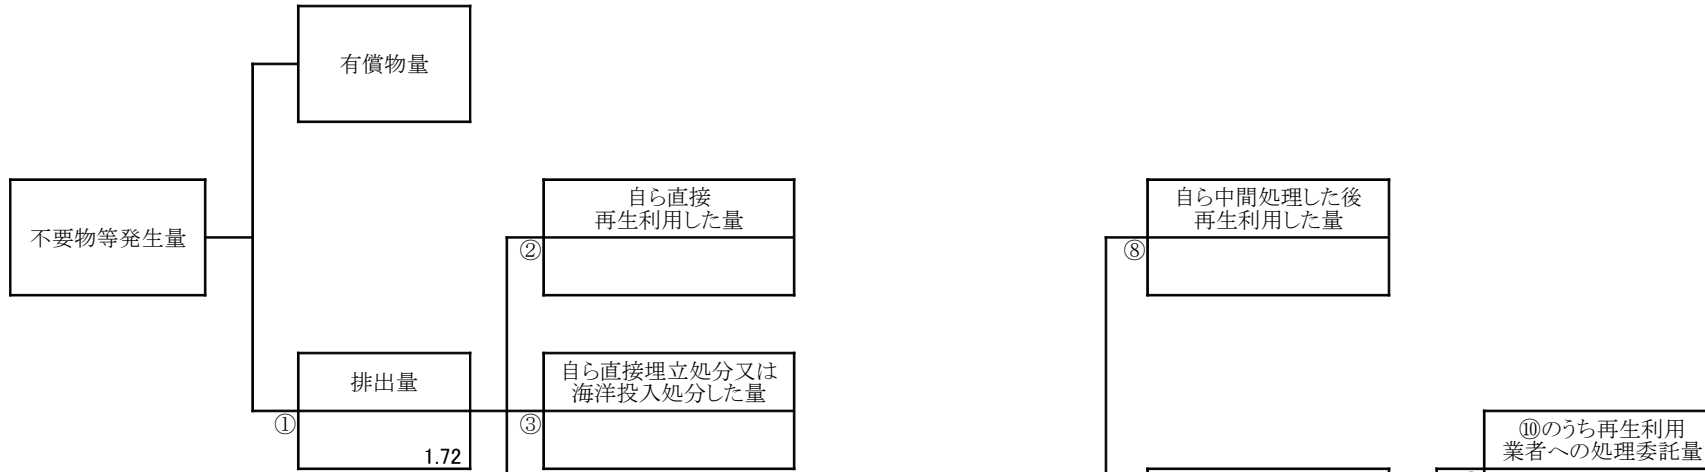 有償物量
不要物等発生量
自ら直接
再生利用した量
②
自ら中間処理した後
再生利用した量
⑧
排出量
①
1.72
自ら直接埋立処分又は
海洋投入処分した量
③
⑩のうち再生利用
業者への処理委託量